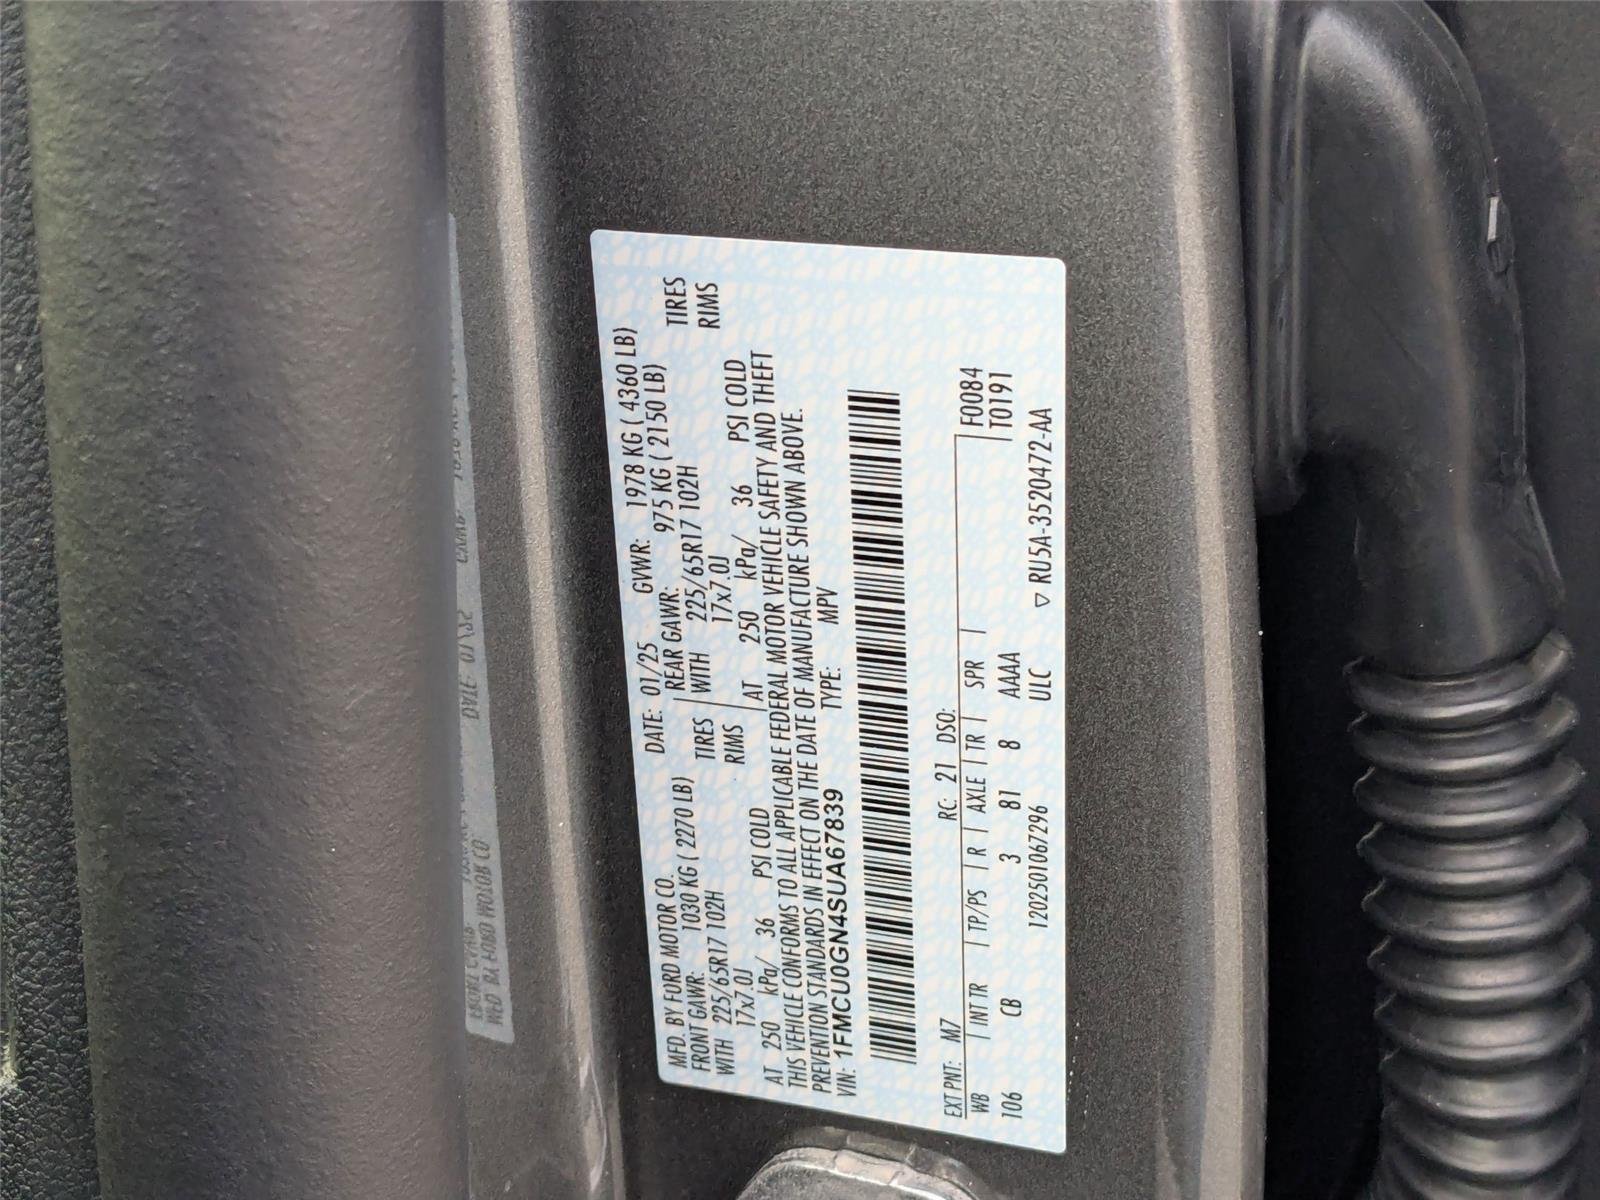 MFD. BY FORD MOTOR CO. DATE: 01/25 GVWR: 1978 KG ( 4360 LB)
FRONT GAWR: 1030 KG ( 2270 LB) REAR GAWR: 975 KG ( 2150 LB)
WITH 225/65R17 102H TIRES WITH 225/65R17 102H TIRES
17x7.0J RIMS 17x7.0J RIMS
AT 250 kPa/ 36 PSI COLD AT 250 kPa/ 36 PSI COLD
THIS VEHICLE CONFORMS TO ALL APPLICABLE FEDERAL MOTOR VEHICLE SAFETY AND THEFT
PREVENTION STANDARDS IN EFFECT ON THE DATE OF MANUFACTURE SHOWN ABOVE.
VIN: 1FMCU0GN4SUA67839 TYPE: MPV
EXT PNT: M7 RC: 21 DSO: F0084
WB | INT TR | TP/PS | R | AXLE | TR | SPR | T0191
106 CB 3 81 8 AAAA
1202501067296 ULC ▽ RU5A-3520472-AA